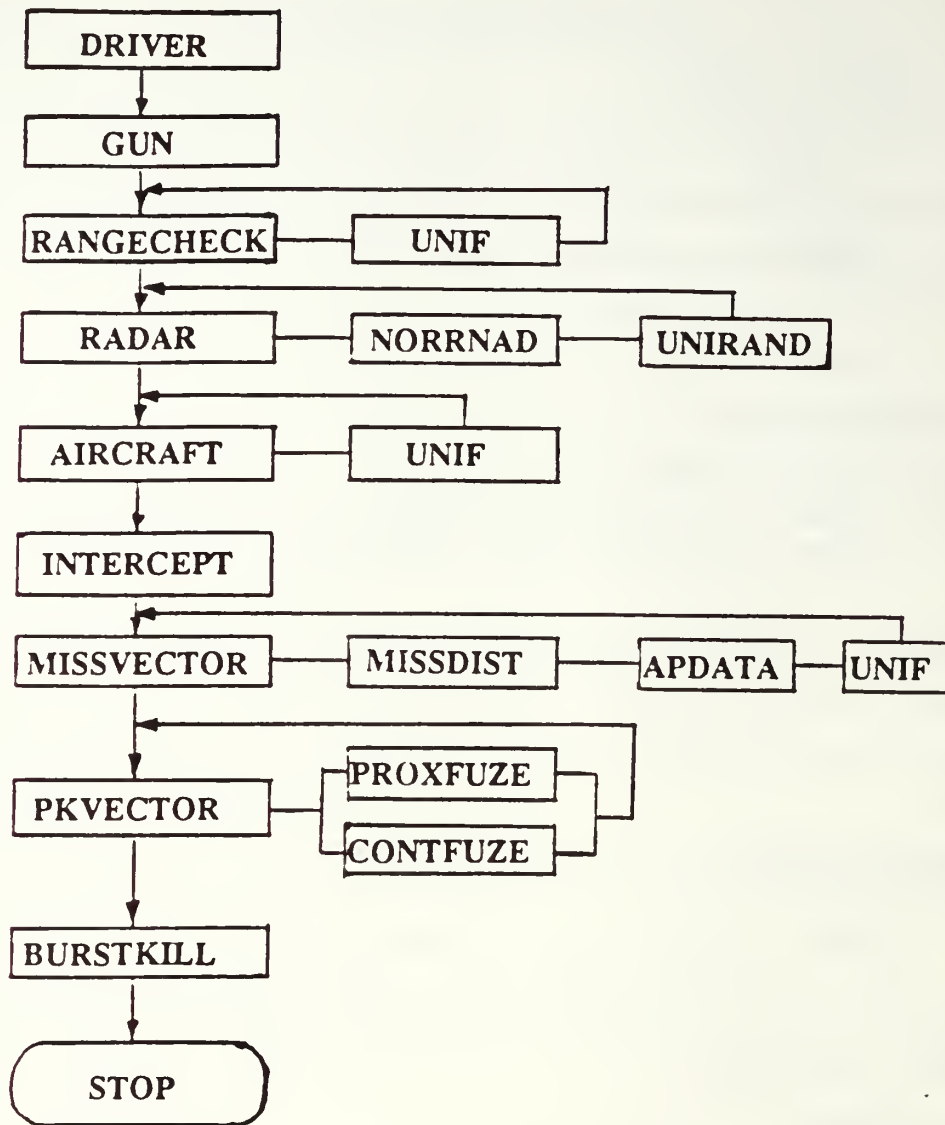 DRIVER
GUN
RANGECHECK
UNIF
RADAR
NORRNAD
UNIRAND
AIRCRAFT
UNIF
INTERCEPT
MISSVECTOR
MISSDIST
APDATA
UNIF
PROXFUZE
PKVECTOR
CONTFUZE
BURSTKILL
STOP